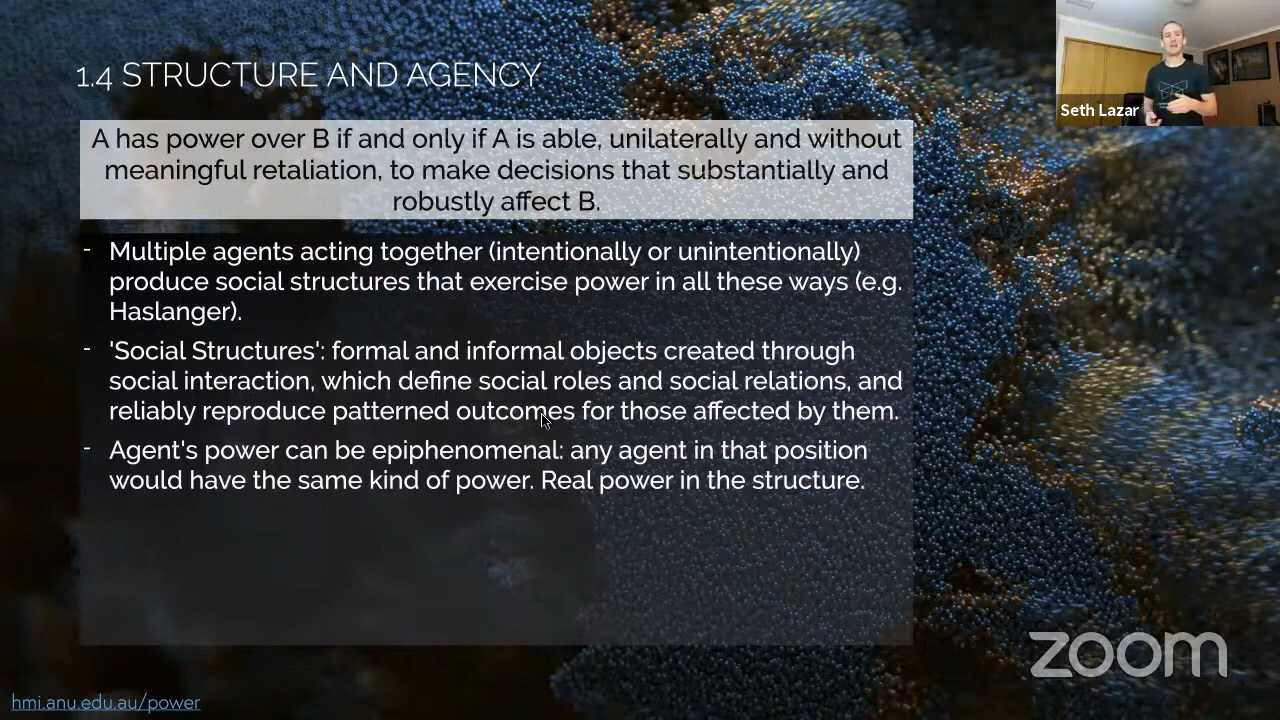 1.4 STRUCTURE AND AGENCY
Seth Lazar
A has power over B if and only if A is able, unilaterally and without
meaningful retaliation, to make decisions that substantially and
robustly affect B.
- Multiple agents acting together (intentionally or unintentionally)
produce social structures that exercise power in all these ways (e.g.
Haslanger).
- 'Social Structures': formal and informal objects created through
social interaction, which define social roles and social relations, and
reliably reproduce patterned outcomes for those affected by them.
- Agent's power can be epiphenomenal: any agent in that position
would have the same kind of power. Real power in the structure.
zoom
hmi.anu.edu.au/power